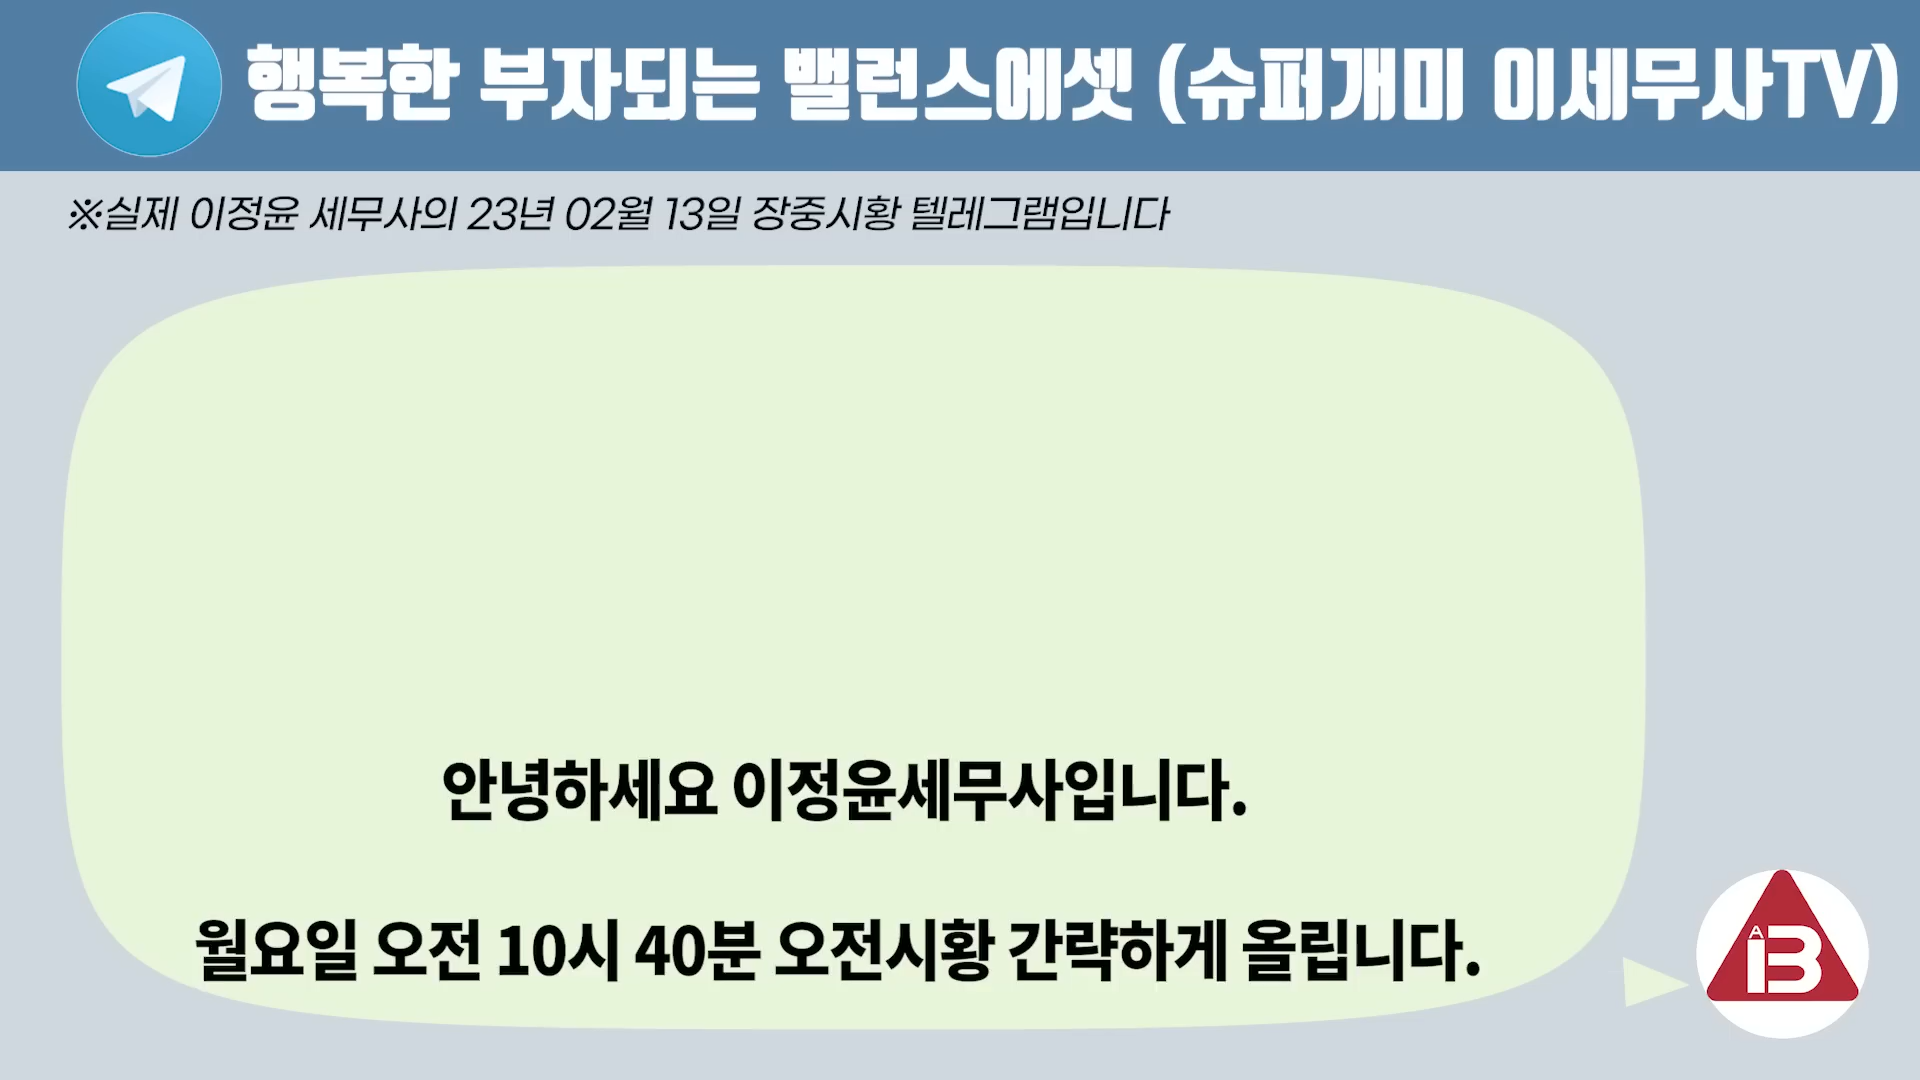 행복한 부자되는 밸런스에셋 (슈퍼개미 이세무사TV)
※실제 이정윤 세무사의 23년 02월 13일 장중시황 텔레그램입니다
안녕하세요 이정윤세무사입니다.
월요일 오전 10시 40분 오전시황 간략하게 올립니다.
A
B